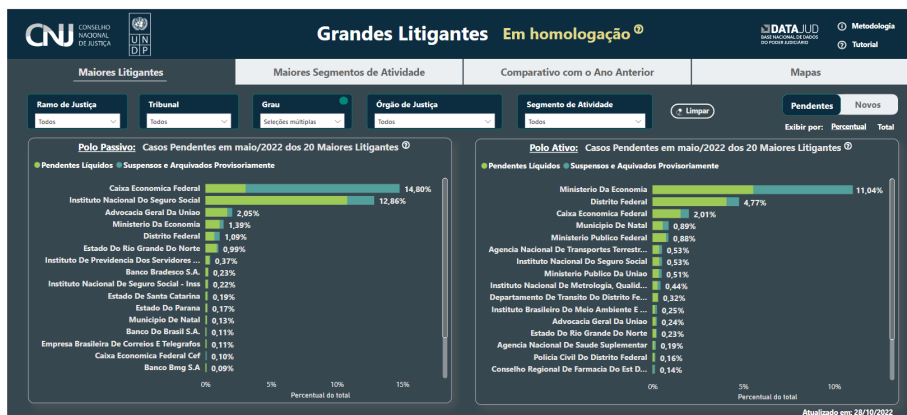 CNJ CONSELHO NACIONAL DE JUSTIÇA
UNDP
Grandes Litigantes Em homologação
DATAJUD
BASE NACIONAL DE DADOS
DO PODER JUDICIÁRIO
Metodologia
Tutorial
Maiores Litigantes
Maiores Segmentos de Atividade
Comparativo com o Ano Anterior
Mapas
Ramo de Justiça
Todos
Tribunal
Todos
Grau
Seleções múltiplas
Órgão de Justiça
Todos
Segmento de Atividade
Todos
Limpar
Pendentes Novos
Exibir por: Percentual Total
Polo Passivo: Casos Pendentes em maio/2022 dos 20 Maiores Litigantes
Pendentes Líquidos Suspensos e Arquivados Provisoriamente
Caixa Economica Federal 14,80%
Instituto Nacional Do Seguro Social 12,86%
Advocacia Geral Da Uniao 2,05%
Ministerio Da Economia 1,39%
Distrito Federal 1,09%
Estado Do Rio Grande Do Norte 0,99%
Instituto De Previdencia Dos Servidores ... 0,37%
Banco Bradesco S.A. 0,23%
Instituto Nacional De Seguro Social - Inss 0,22%
Estado De Santa Catarina 0,19%
Estado Do Parana 0,17%
Municipio De Natal 0,13%
Banco Do Brasil S.A. 0,11%
Empresa Brasileira De Correios E Telegrafos 0,11%
Caixa Economica Federal Cef 0,10%
Banco Bmg S.A 0,09%
0% 5% 10% 15%
Percentual do total
Polo Ativo: Casos Pendentes em maio/2022 dos 20 Maiores Litigantes
Pendentes Líquidos Suspensos e Aquivados Provisoriamente
Ministerio Da Economia 11,04%
Distrito Federal 4,77%
Caixa Economica Federal 2,01%
Municipio De Natal 0,89%
Ministerio Publico Federal 0,88%
Agencia Nacional De Transportes Terrestr... 0,53%
Instituto Nacional Do Seguro Social 0,53%
Ministerio Publico Da Uniao 0,51%
Instituto Nacional De Metrologia, Qualid... 0,44%
Departamento De Transito Do Distrito Fe... 0,32%
Instituto Brasileiro Do Meio Ambiente E ... 0,25%
Advocacia Geral Da Uniao 0,24%
Estado Do Rio Grande Do Norte 0,23%
Agencia Nacional De Saude Suplementar 0,19%
Policia Civil Do Distrito Federal 0,16%
Conselho Regional De Farmacia Do Est D... 0,14%
0% 5% 10%
Percentual do total
Atualizado em: 28/10/2022